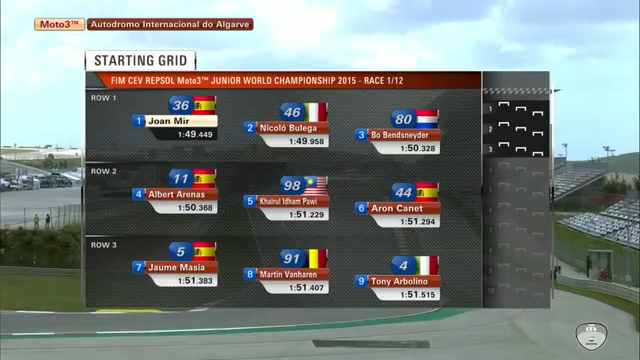 Moto3™ Autodromo Internacional do Algarve
STARTING GRID
FIM CEV REPSOL Moto3™ JUNIOR WORLD CHAMPIONSHIP 2015 - RACE 1/12
ROW 1
36
1 Joan Mir
1:49.449
46
2 Nicoló Bulega
1:49.958
80
3 Bo Bendsneyder
1:50.328
ROW 2
11
4 Albert Arenas
1:50.368
98
5 Khairul Idham Pawi
1:51.229
44
6 Aron Canet
1:51.294
ROW 3
5
7 Jaume Masia
1:51.383
91
8 Martin Vanharen
1:51.407
4
9 Tony Arbolino
1:51.515
1
2
3